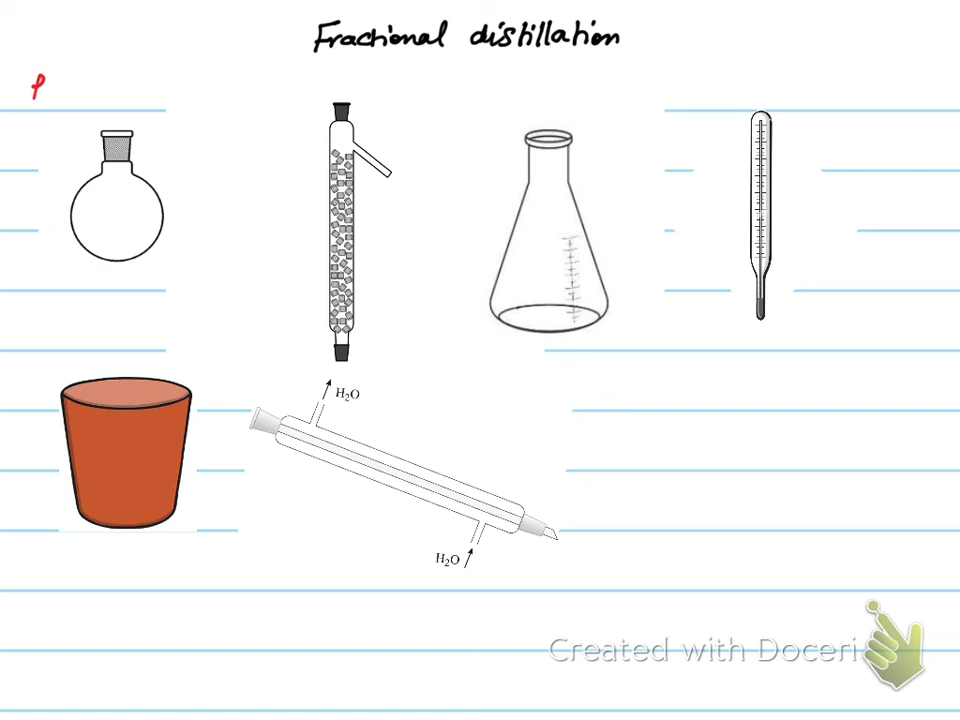 Fractional distillation
H₂O
H₂O
Created with Doceri